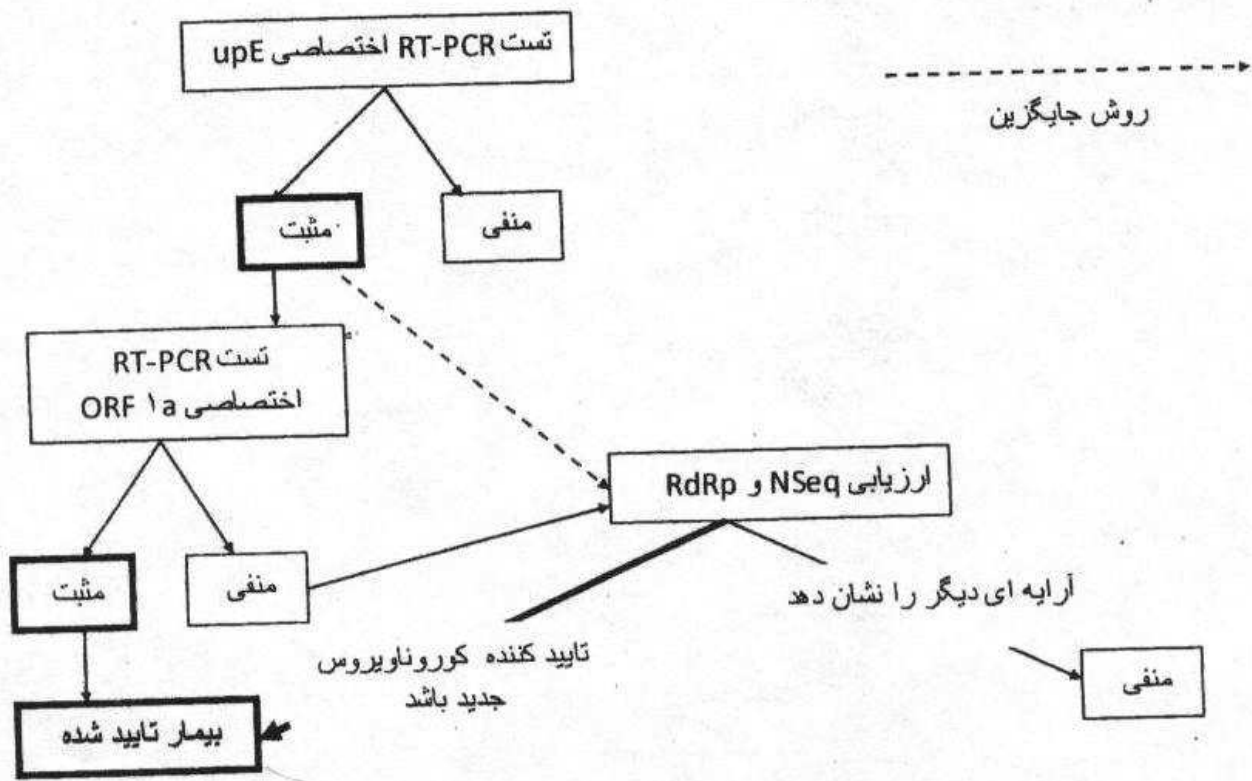 تست RT-PCR اختصاصی upE
روش جایگزین
مثبت
منفی
تست RT-PCR
اختصاصی ORF ۱a
ارزیابی NSeq و RdRp
مثبت
منفی
آرایه ای دیگر را نشان دهد
تایید کننده کوروناویروس
جدید باشد
منفی
بیمار تایید شده